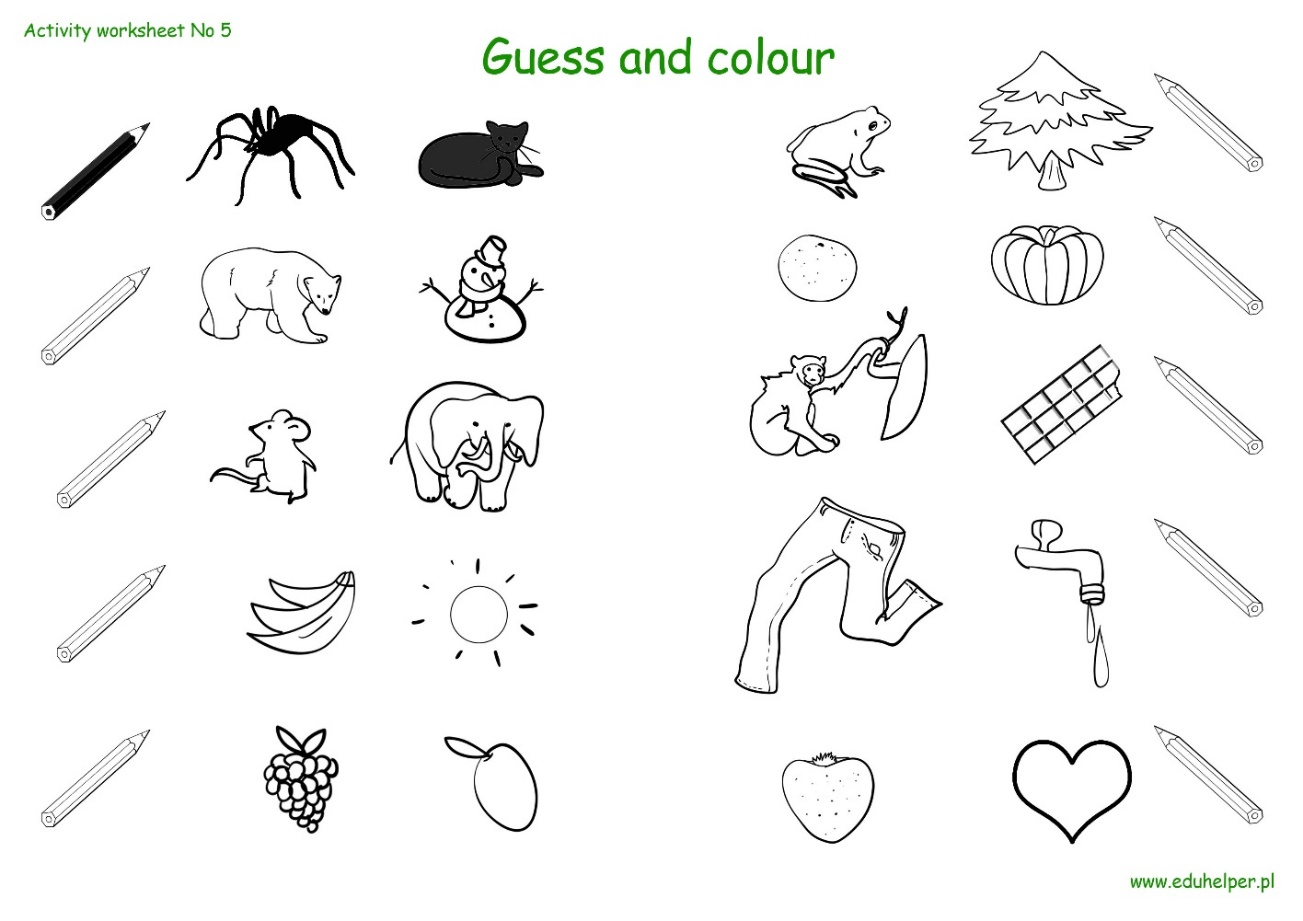 Activity worksheet No 5
Guess and colour
www.eduhelper.pl